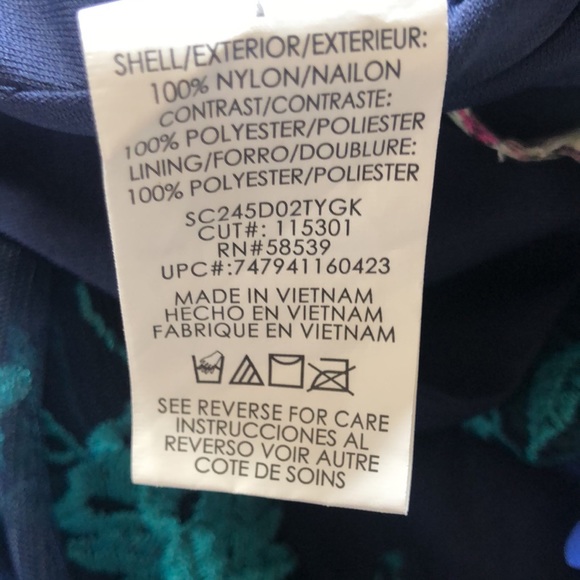 SHELL/EXTERIOR/EXTERIEUR:
100% NYLON/NAILON
CONTRAST/CONTRASTE:
100% POLYESTER/POLIESTER
LINING/FORRO/DOUBLURE:
100% POLYESTER/POLIESTER
SC245D02TYGK
CUT#: 115301
RN#58539
UPC#:747941160423
MADE IN VIETNAM
HECHO EN VIETNAM
FABRIQUE EN VIETNAM
SEE REVERSE FOR CARE
INSTRUCCIONES AL
REVERSO VOIR AUTRE
COTE DE SOINS